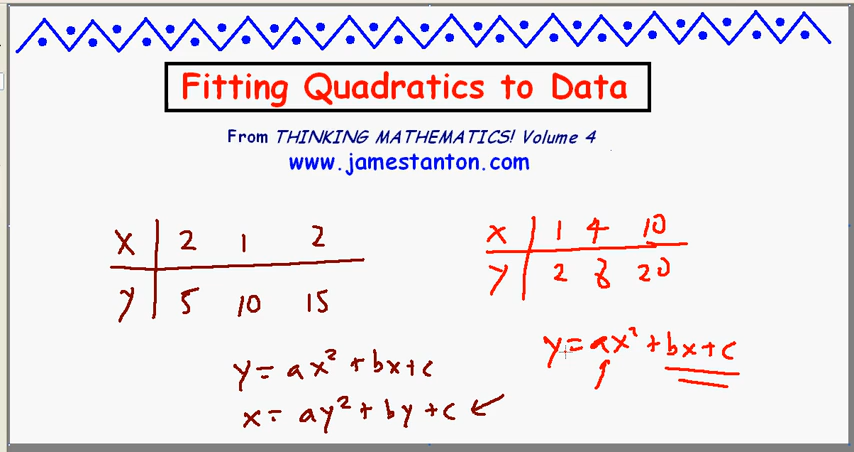 Fitting Quadratics to Data
From THINKING MATHEMATICS! Volume 4
www.jamestanton.com
x 2 1 2
y 5 10 15
y = ax² + bx + c
x = ay² + by + c
x 1 4 10
y 2 8 20
y = ax² + bx + c